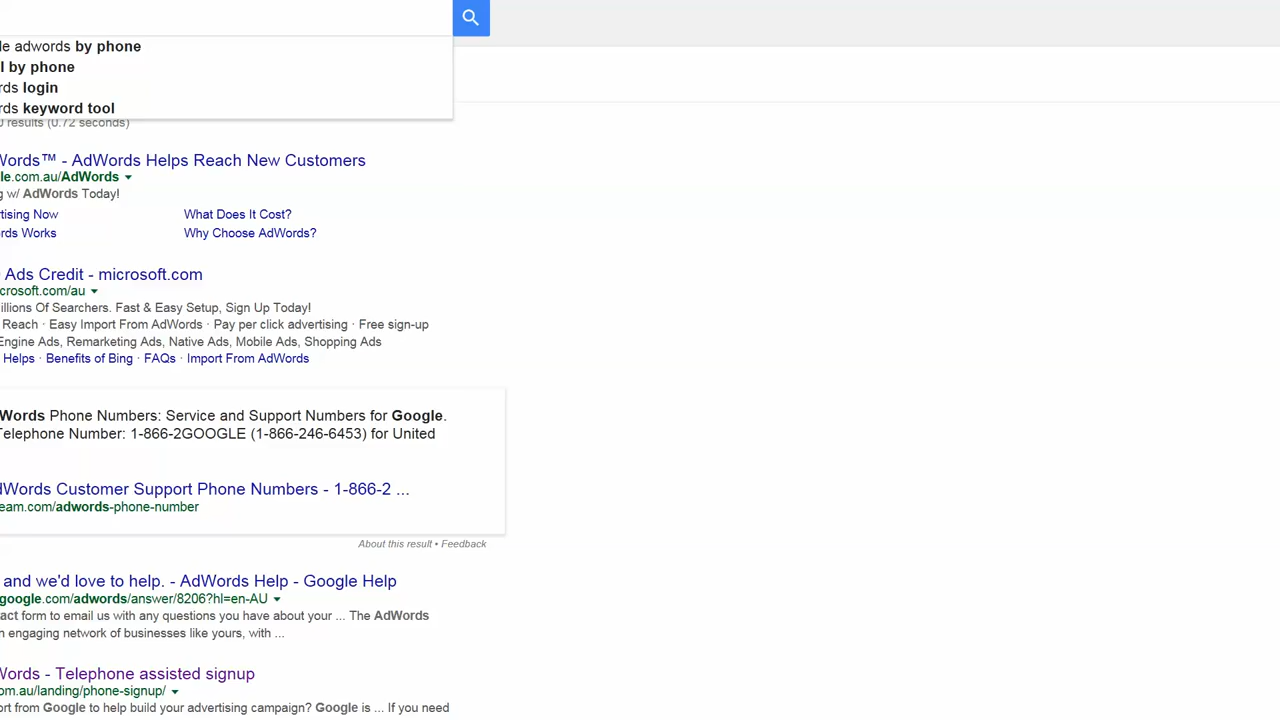 le adwords by phone
l by phone
rds login
rds keyword tool
0 results (0.72 seconds)
Words™ - AdWords Helps Reach New Customers
le.com.au/AdWords
g w/ AdWords Today!
tising Now What Does It Cost?
rds Works Why Choose AdWords?
Ads Credit - microsoft.com
crosoft.com/au
illions Of Searchers. Fast & Easy Setup, Sign Up Today!
Reach · Easy Import From AdWords · Pay per click advertising · Free sign-up
Engine Ads, Remarketing Ads, Native Ads, Mobile Ads, Shopping Ads
Helps · Benefits of Bing · FAQs · Import From AdWords
Words Phone Numbers: Service and Support Numbers for Google.
Telephone Number: 1-866-2GOOGLE (1-866-246-6453) for United
dWords Customer Support Phone Numbers - 1-866-2 ...
eam.com/adwords-phone-number
About this result • Feedback
and we'd love to help. - AdWords Help - Google Help
google.com/adwords/answer/8206?hl=en-AU
act form to email us with any questions you have about your ... The AdWords
n engaging network of businesses like yours, with ...
Words - Telephone assisted signup
om.au/landing/phone-signup/
ort from Google to help build your advertising campaign? Google is ... If you need